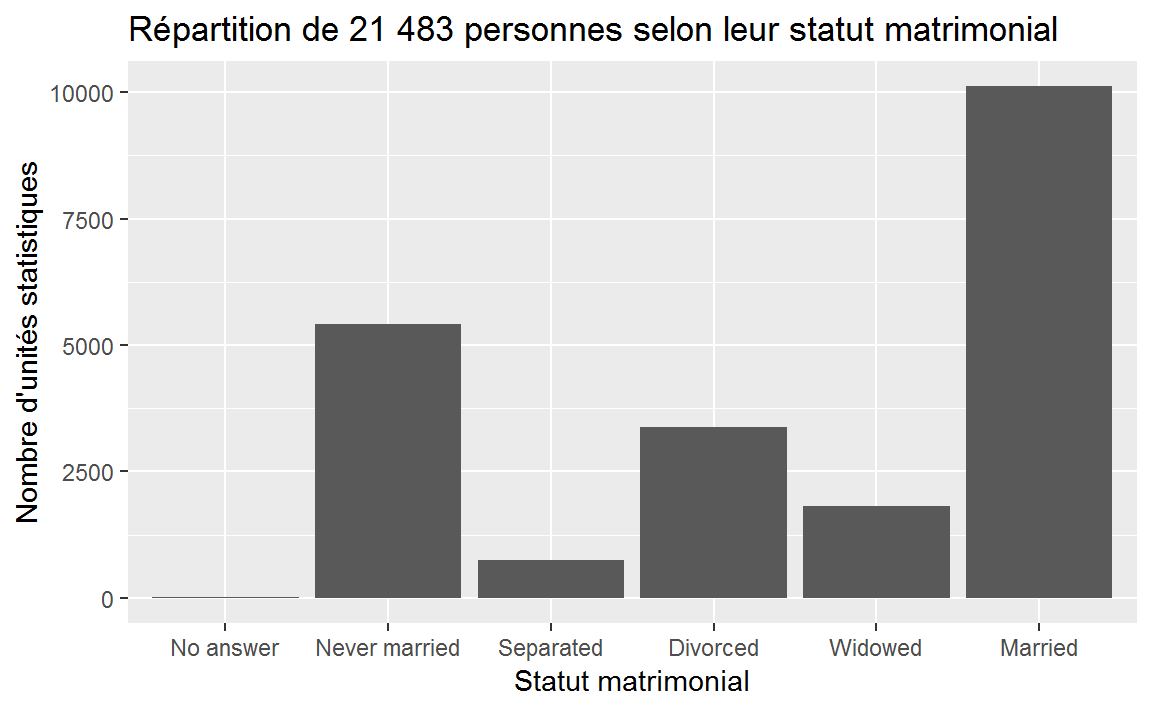 Répartition de 21 483 personnes selon leur statut matrimonial
Nombre d'unités statistiques
10000
7500
5000
2500
0
No answer
Never married
Separated
Divorced
Widowed
Married
Statut matrimonial